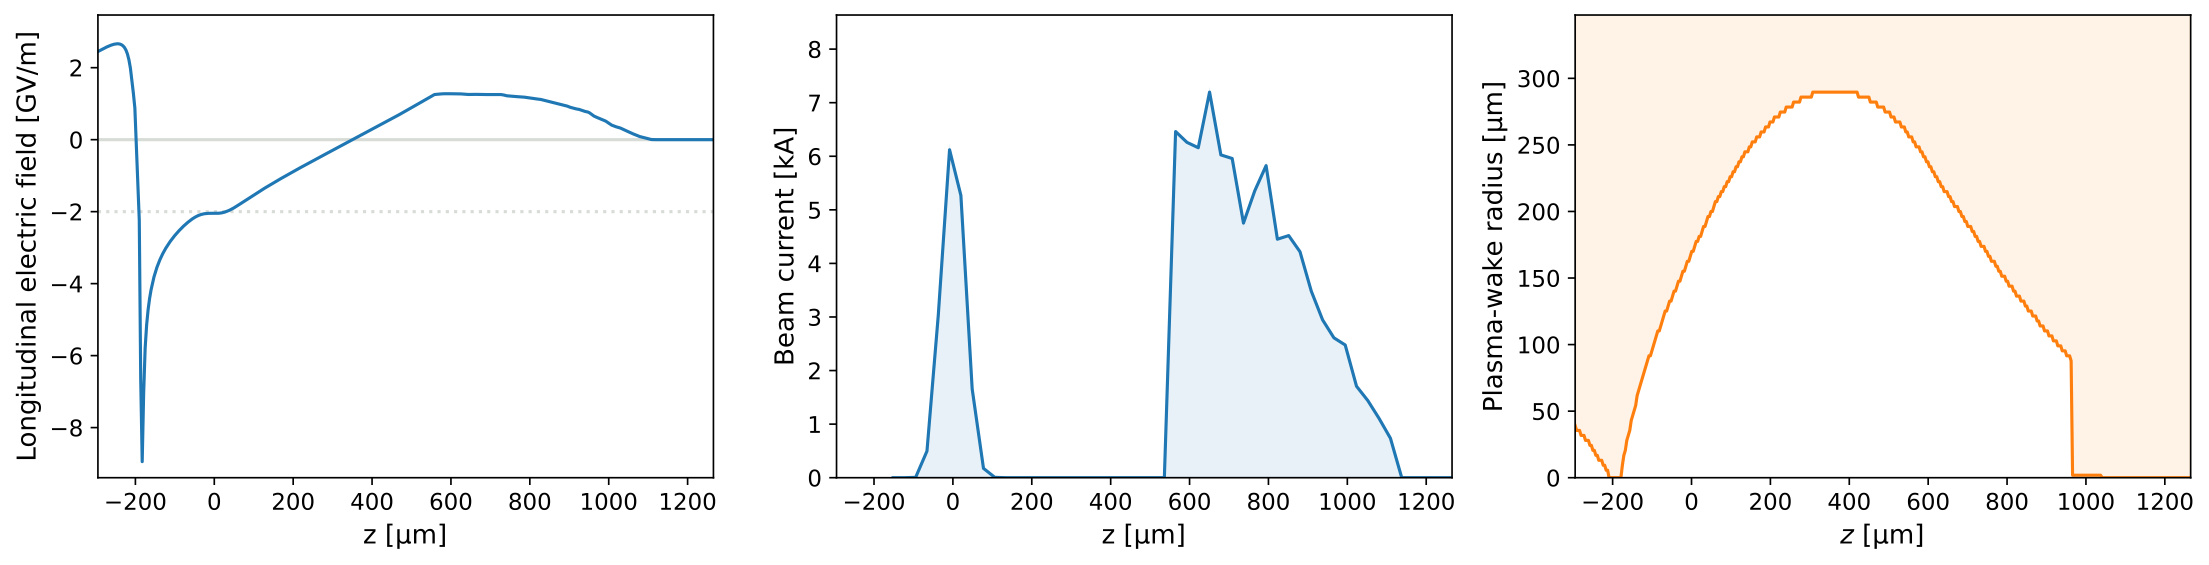 Longitudinal electric field [GV/m]
2
0
−2
−4
−6
−8
−200 0 200 400 600 800 1000 1200
z [μm]
Beam current [kA]
8
7
6
5
4
3
2
1
0
−200 0 200 400 600 800 1000 1200
z [μm]
Plasma-wake radius [μm]
300
250
200
150
100
50
0
−200 0 200 400 600 800 1000 1200
z [μm]